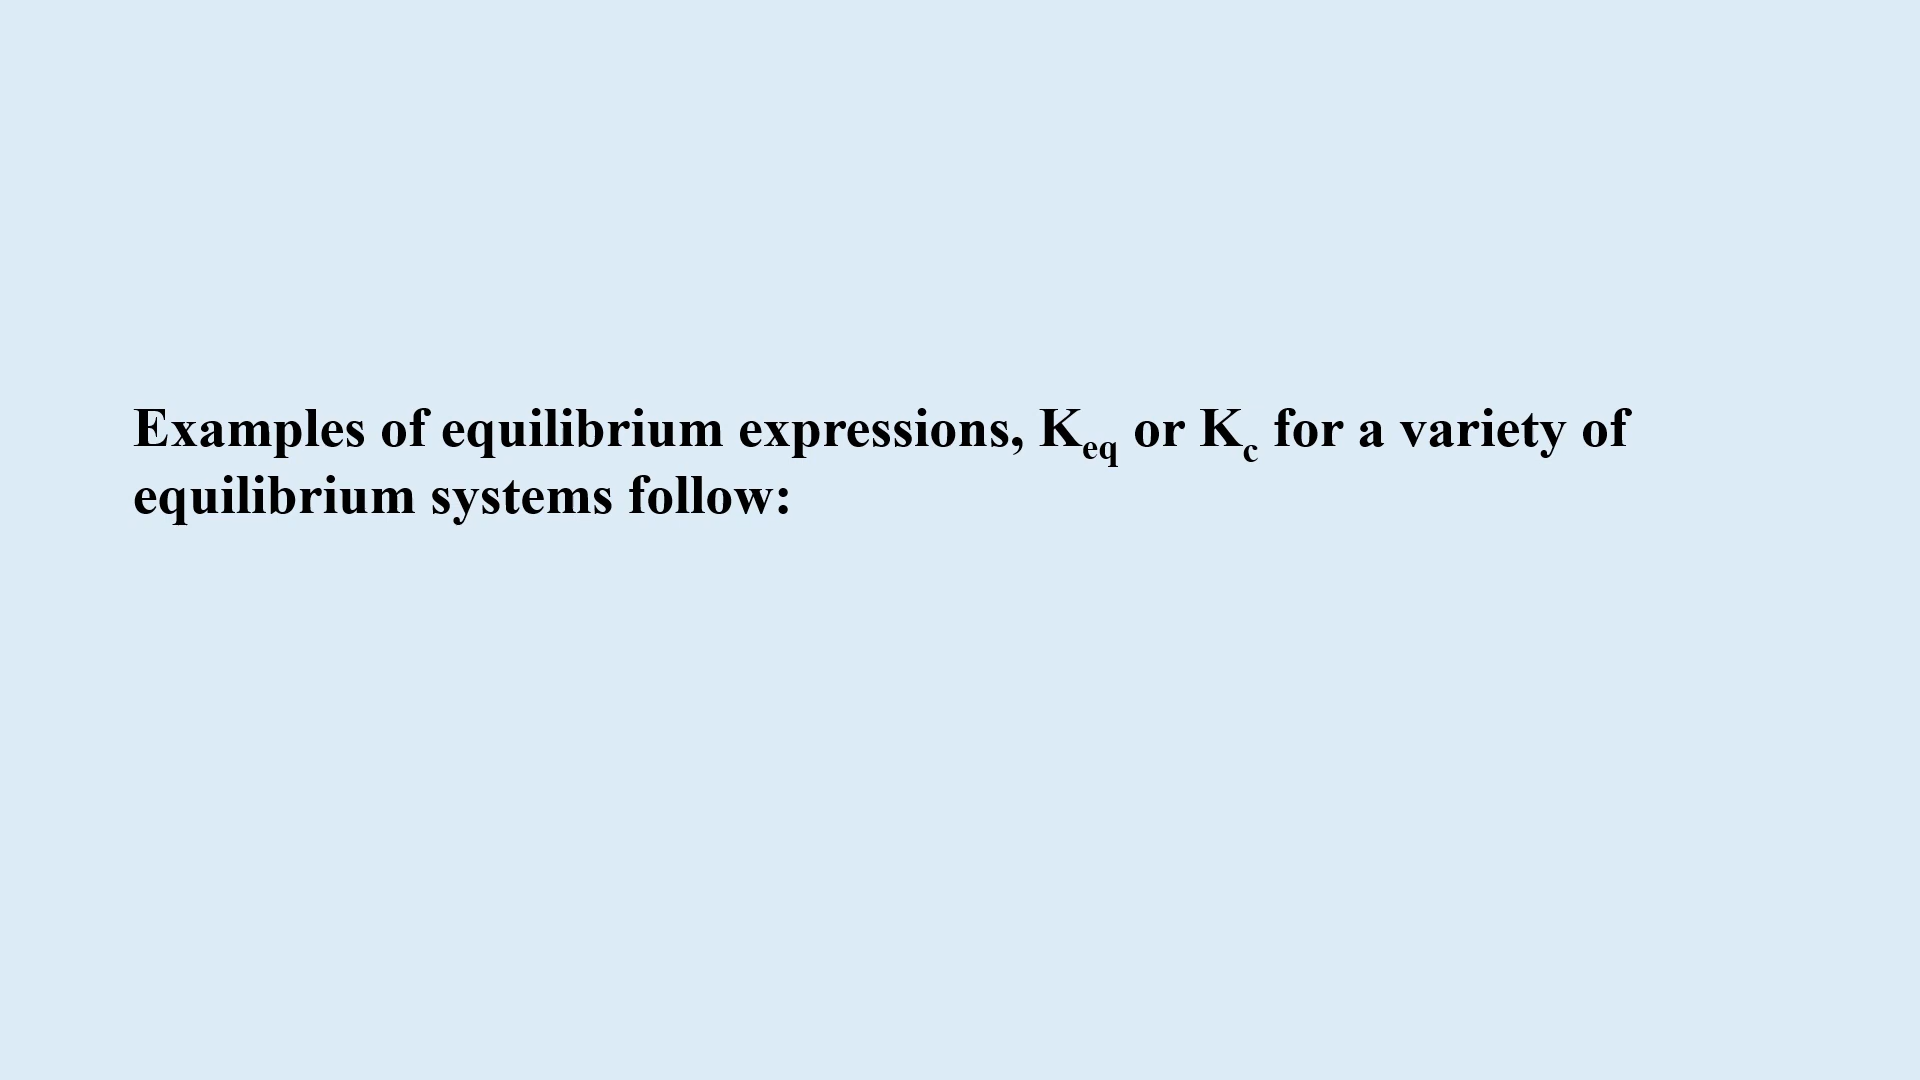 Examples of equilibrium expressions, Keq or Kc for a variety of
equilibrium systems follow: